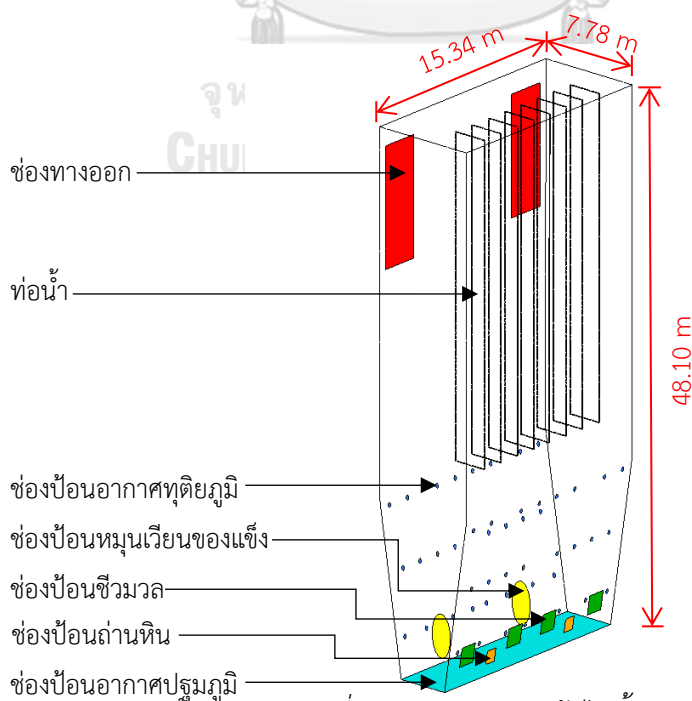 15.34 m
7.78 m
ช่องทางออก
ท่อน้ำ
48.10 m
ช่องป้อนอากาศทุติยภูมิ
ช่องป้อนหมุนเวียนของแข็ง
ช่องป้อนชีวมวล
ช่องป้อนถ่านหิน
ช่องป้อนอากาศปฐมภูมิ